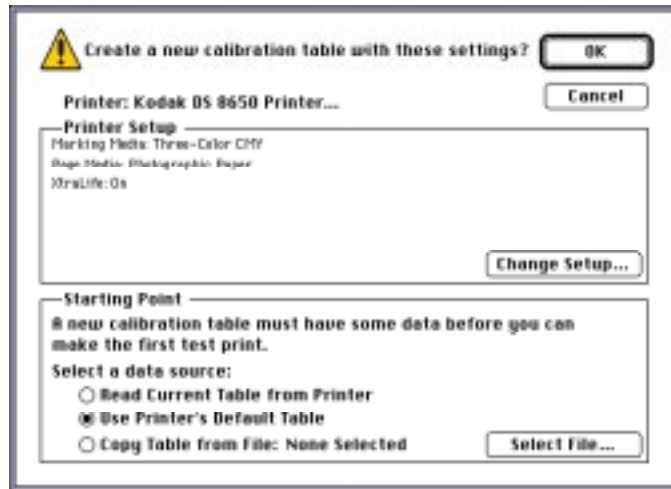 Create a new calibration table with these settings?
OK
Printer: Kodak DS 8650 Printer...
Cancel
Printer Setup
Marking Media: Three-Color CMY
Page Media: Photographic Paper
XtraLife: On
Change Setup...
Starting Point
A new calibration table must have some data before you can
make the first test print.
Select a data source:
Read Current Table from Printer
Use Printer's Default Table
Copy Table from File: None Selected
Select File...